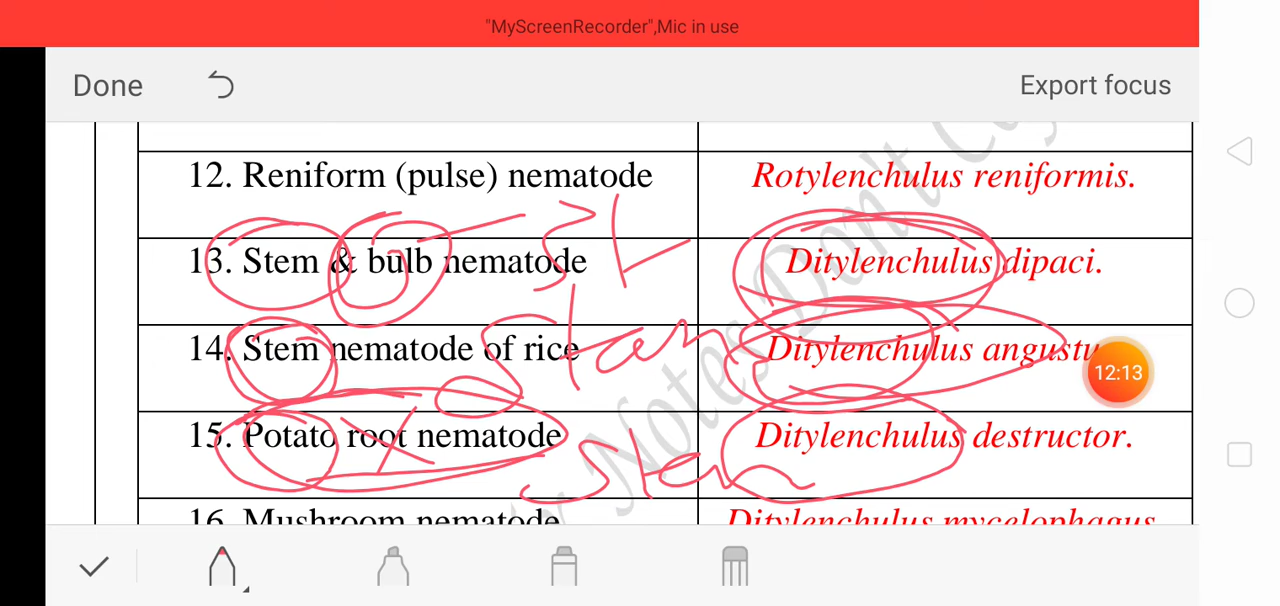 "MyScreenRecorder",Mic in use
Done
Export focus
12. Reniform (pulse) nematode Rotylenchulus reniformis.
13. Stem & bulb nematode Ditylenchulus dipaci.
14. Stem nematode of rice Ditylenchulus angustu
12:13
15. Potato root nematode Ditylenchulus destructor.
16. Mushroom nematode Ditylenchulus mycelophagus
Notes Don't